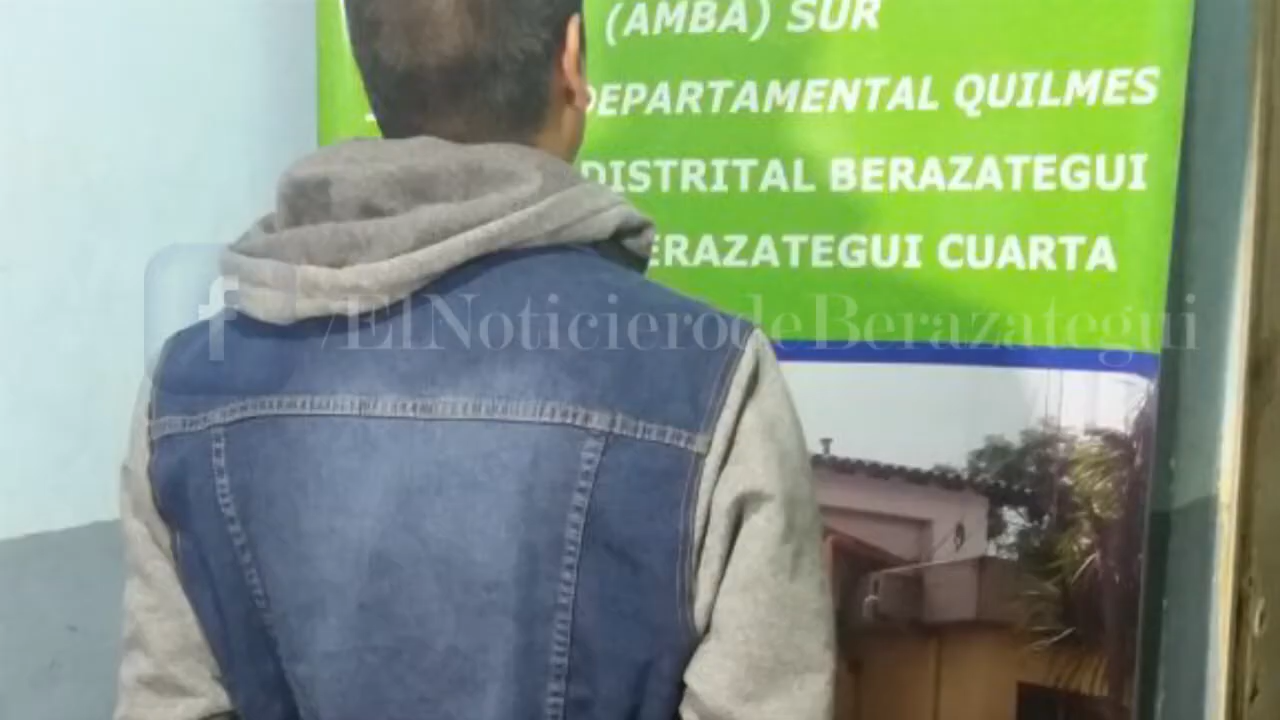 (AMBA) SUR
DEPARTAMENTAL QUILMES
DISTRITAL BERAZATEGUI
ERAZATEGUI CUARTA
f /ElNoticierodeBerazategui